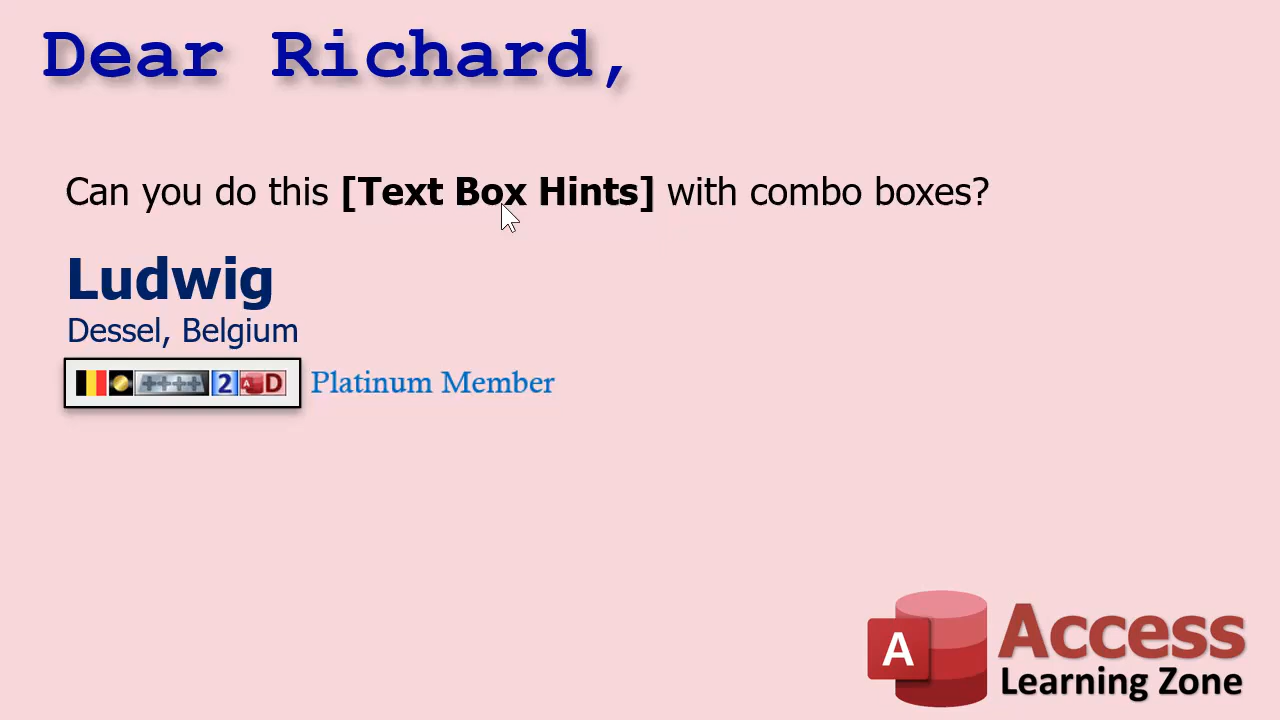 Dear Richard,
Can you do this [Text Box Hints] with combo boxes?
Ludwig
Dessel, Belgium
2 A D Platinum Member
A Access
Learning Zone